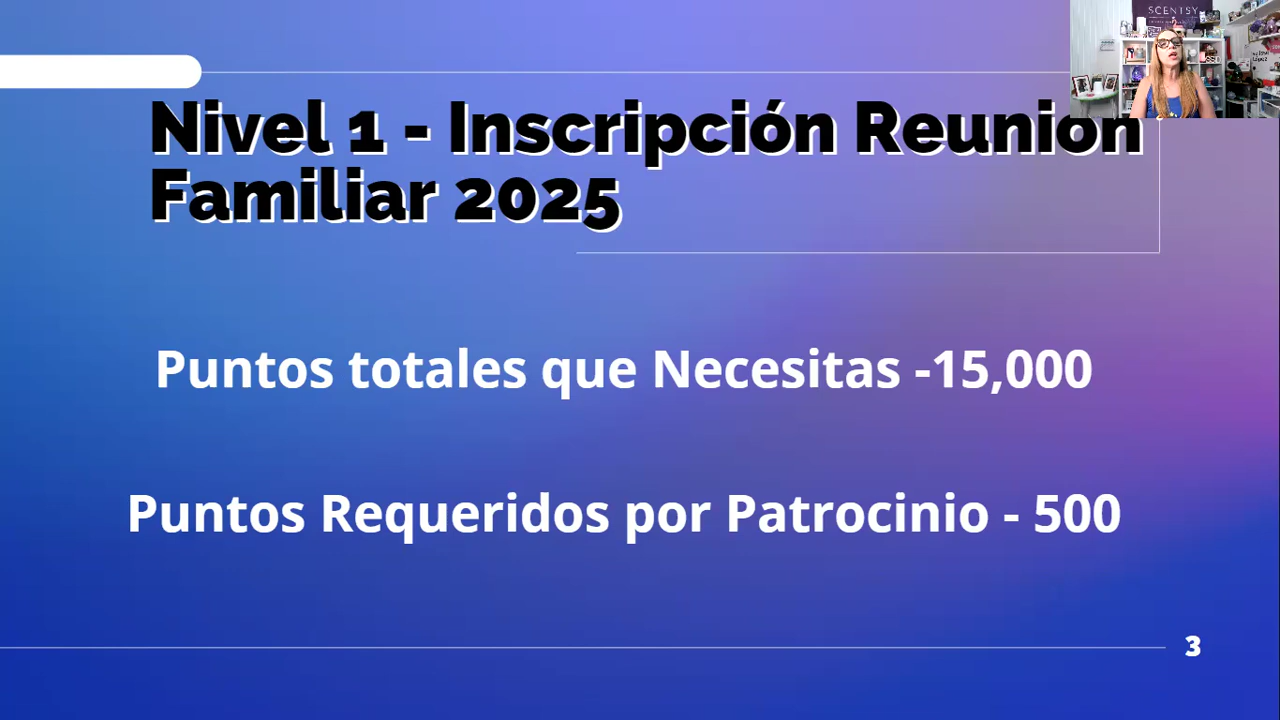 SCENTSY
Nivel 1 - Inscripción Reunion
Familiar 2025
Puntos totales que Necesitas -15,000
Puntos Requeridos por Patrocinio - 500
3